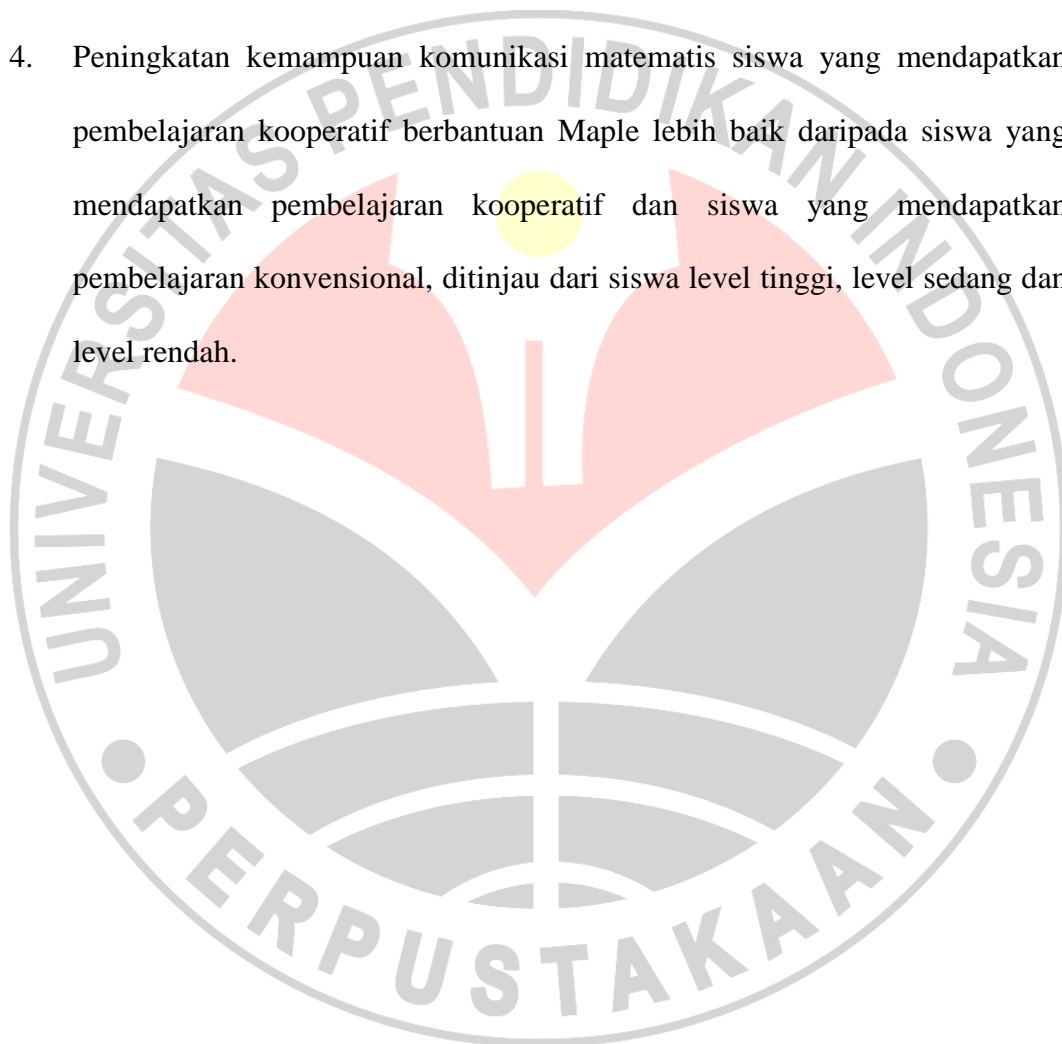 4. Peningkatan kemampuan komunikasi matematis siswa yang mendapatkan
pembelajaran kooperatif berbantuan Maple lebih baik daripada siswa yang
mendapatkan pembelajaran kooperatif dan siswa yang mendapatkan
pembelajaran konvensional, ditinjau dari siswa level tinggi, level sedang dan
level rendah.
UNIVERSITAS PENDIDIKAN INDONESIA
PERPUSTAKAAN